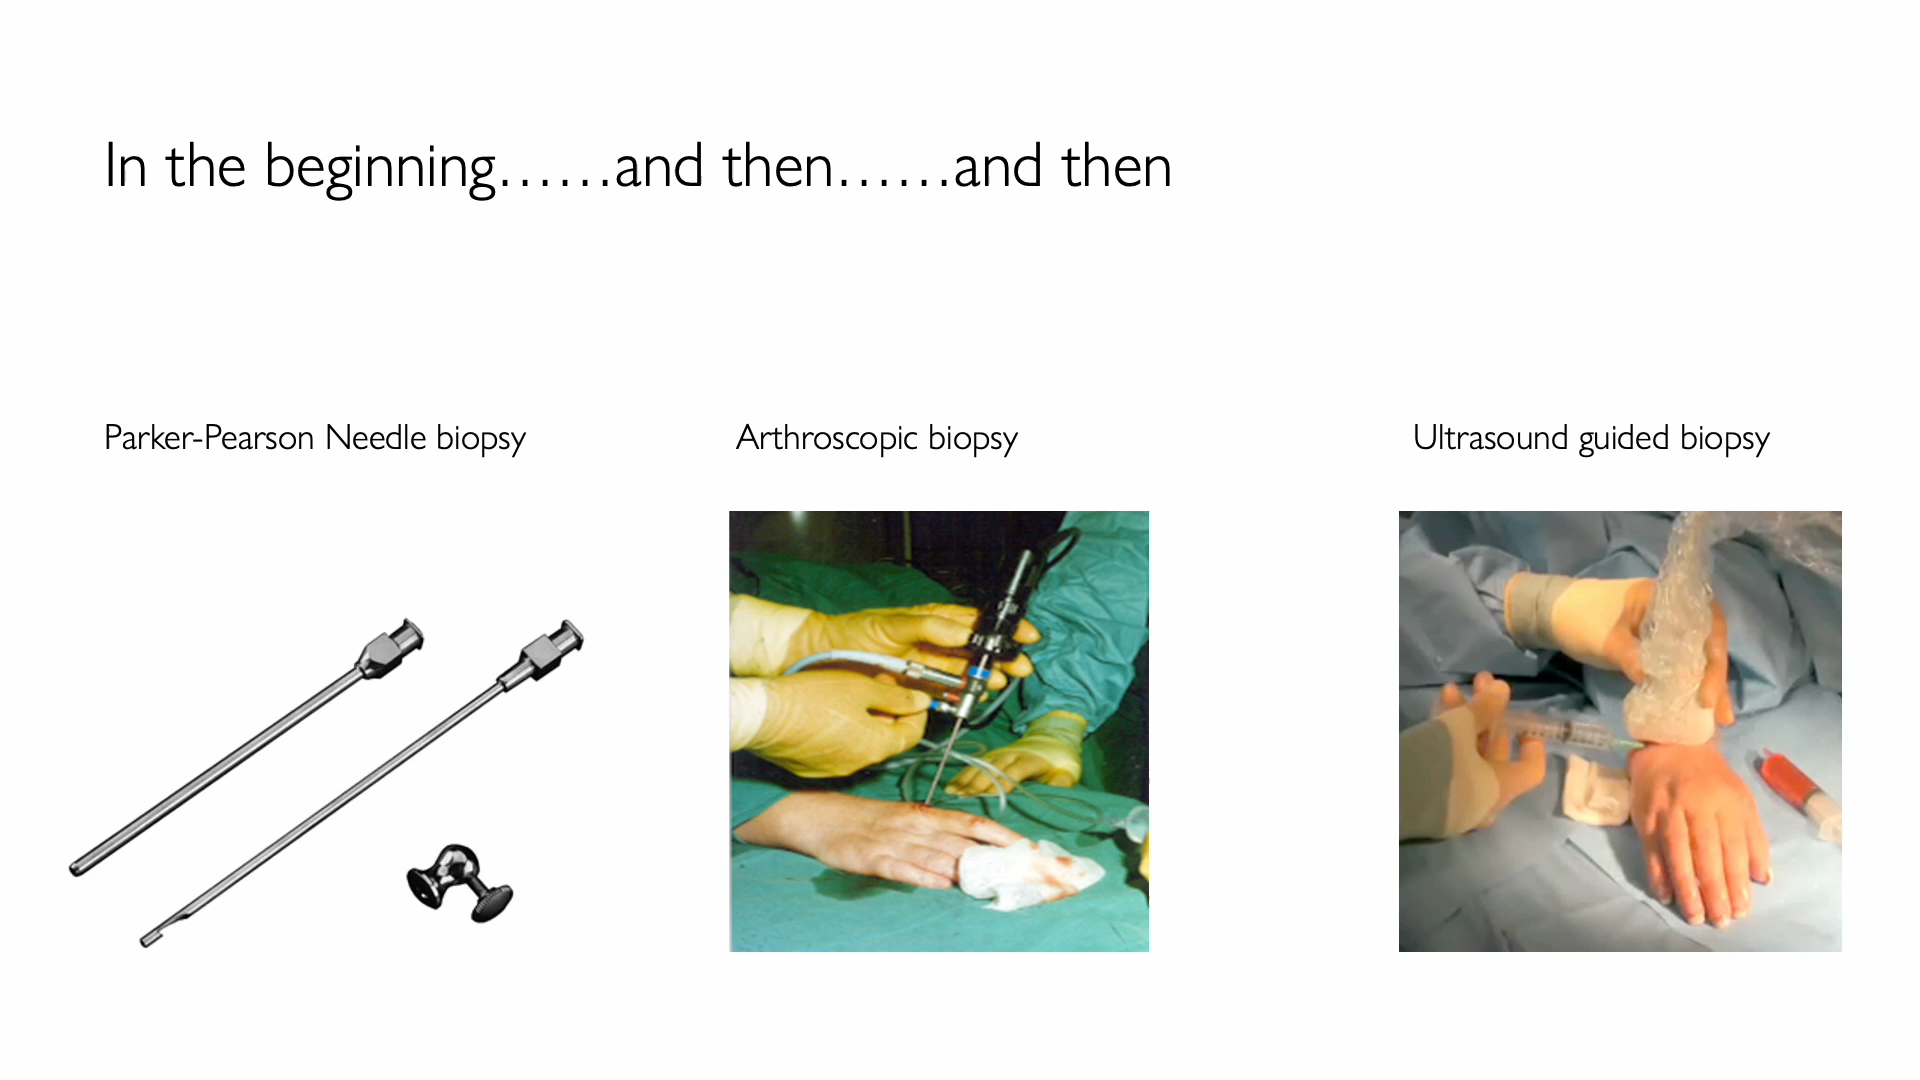 In the beginning……and then……and then
Parker-Pearson Needle biopsy
Arthroscopic biopsy
Ultrasound guided biopsy